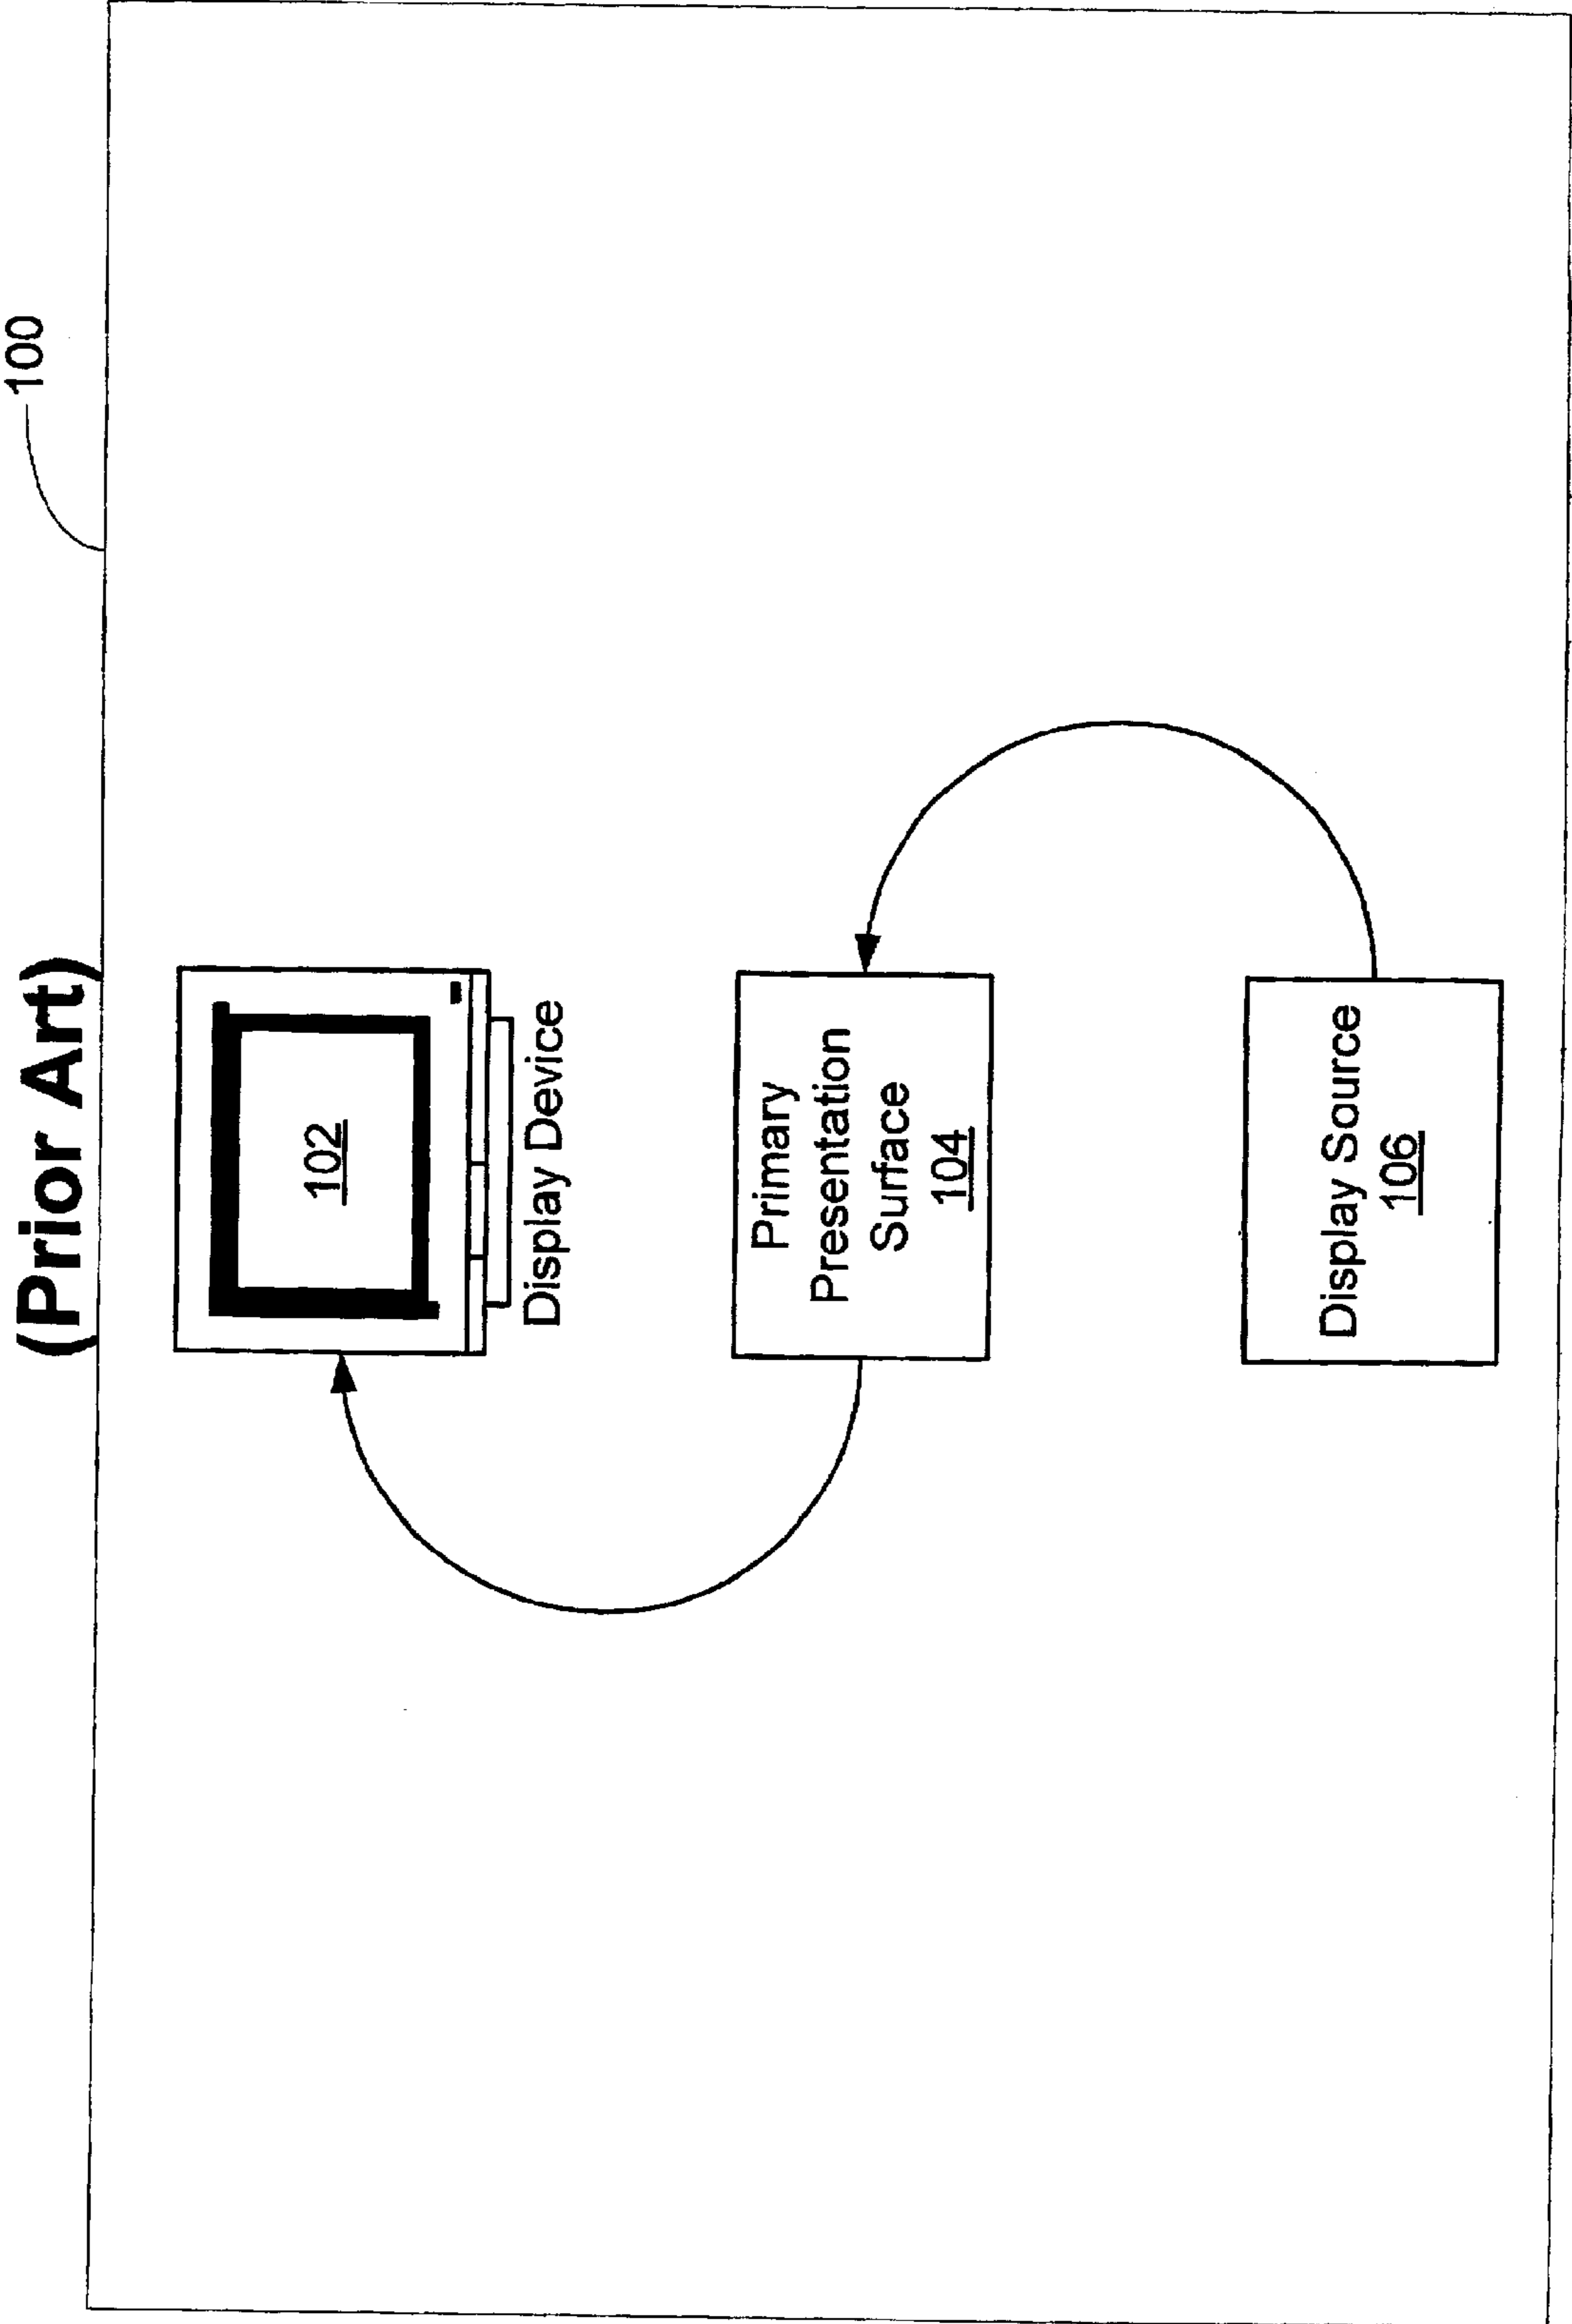 (Prior Art)
100
102
Display Device
Primary
Presentation
Surface
104
Display Source
106